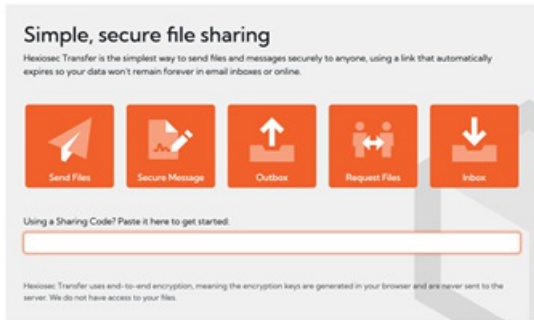 Simple, secure file sharing
Hexiosec Transfer is the simplest way to send files and messages securely to anyone, using a link that automatically
expires so your data won't remain forever in email inboxes or online.
Send Files Secure Message Outbox Request Files Inbox
Using a Sharing Code? Paste it here to get started:
Hexiosec Transfer uses end-to-end encryption, meaning the encryption keys are generated in your browser and are never sent to the
server. We do not have access to your files.